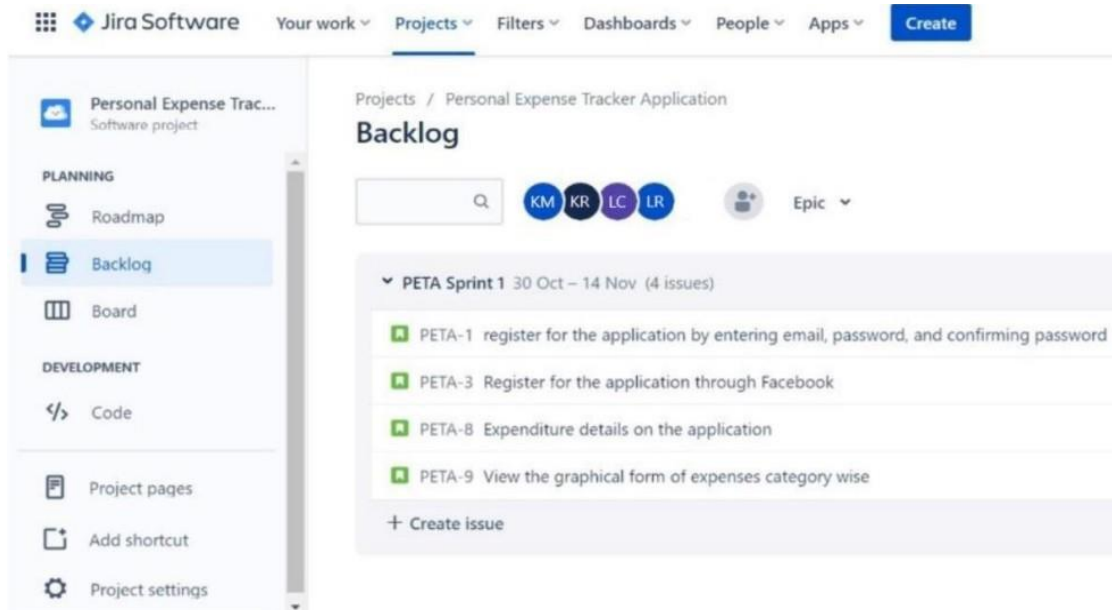 Jira Software Your work Projects Filters Dashboards People Apps Create
Personal Expense Trac...
Software project
PLANNING
Roadmap
Backlog
Board
DEVELOPMENT
Code
Project pages
Add shortcut
Project settings
Projects / Personal Expense Tracker Application
Backlog
KM KR LC LR Epic
PETA Sprint 1 30 Oct – 14 Nov (4 issues)
PETA-1 register for the application by entering email, password, and confirming password
PETA-3 Register for the application through Facebook
PETA-8 Expenditure details on the application
PETA-9 View the graphical form of expenses category wise
+ Create issue